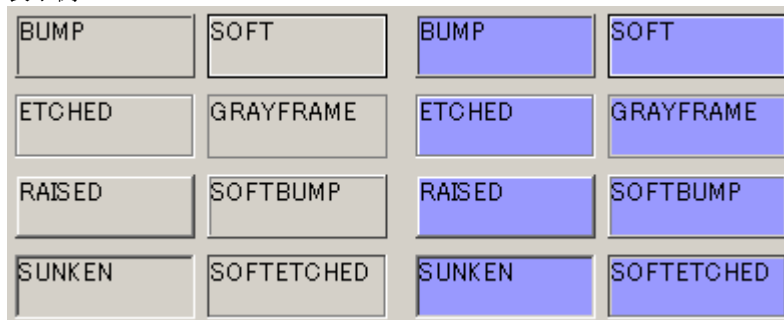 BUMP SOFT BUMP SOFT
ETCHED GRAYFRAME ETCHED GRAYFRAME
RAISED SOFTBUMP RAISED SOFTBUMP
SUNKEN SOFTETCHED SUNKEN SOFTETCHED